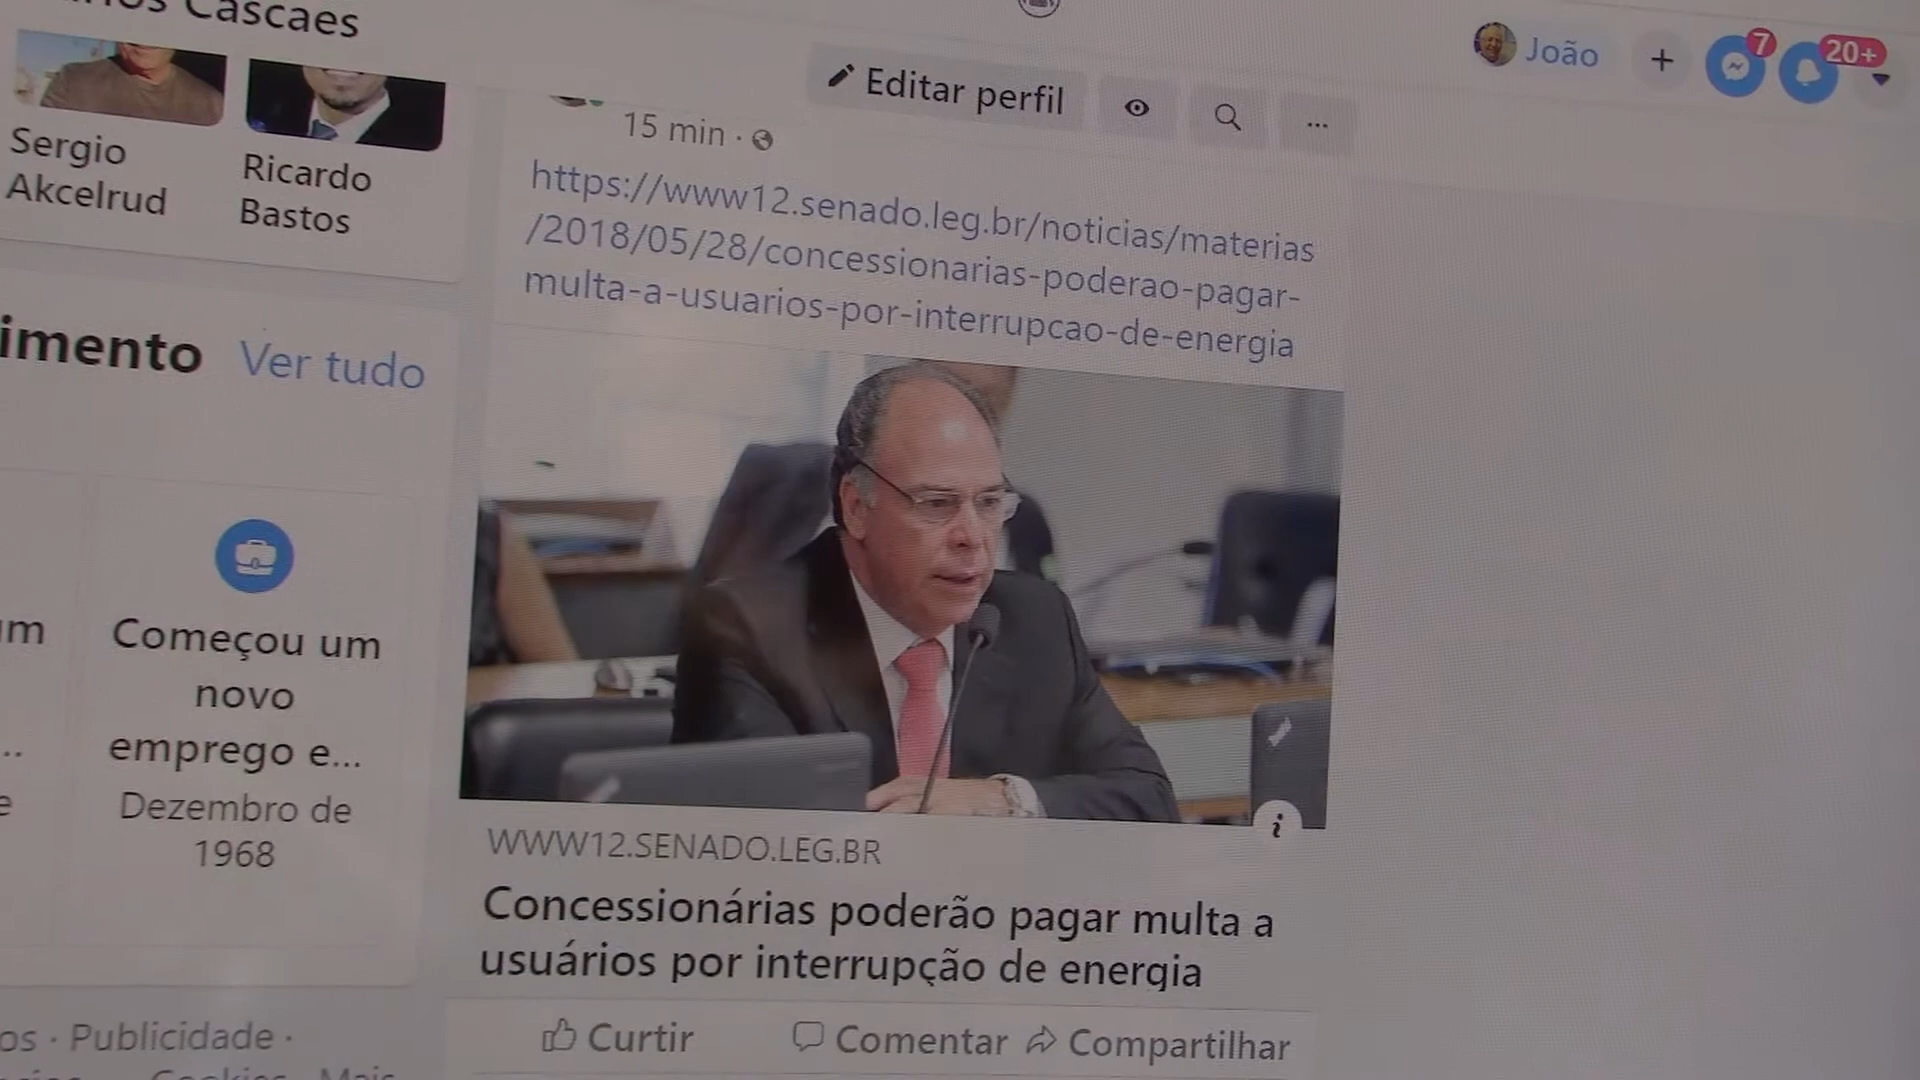 Cascaes
João
7
20+
Editar perfil
...
15 min ·
Sergio
Akcelrud
Ricardo
Bastos
https://www12.senado.leg.br/noticias/materias
/2018/05/28/concessionarias-poderao-pagar-
multa-a-usuarios-por-interrupcao-de-energia
imento Ver tudo
um
Começou um
novo
emprego e...
Dezembro de
1968
WWW12.SENADO.LEG.BR
Concessionárias poderão pagar multa a
usuários por interrupção de energia
Curtir
Comentar
Compartilhar
os · Publicidade ·
Cookies · Mais